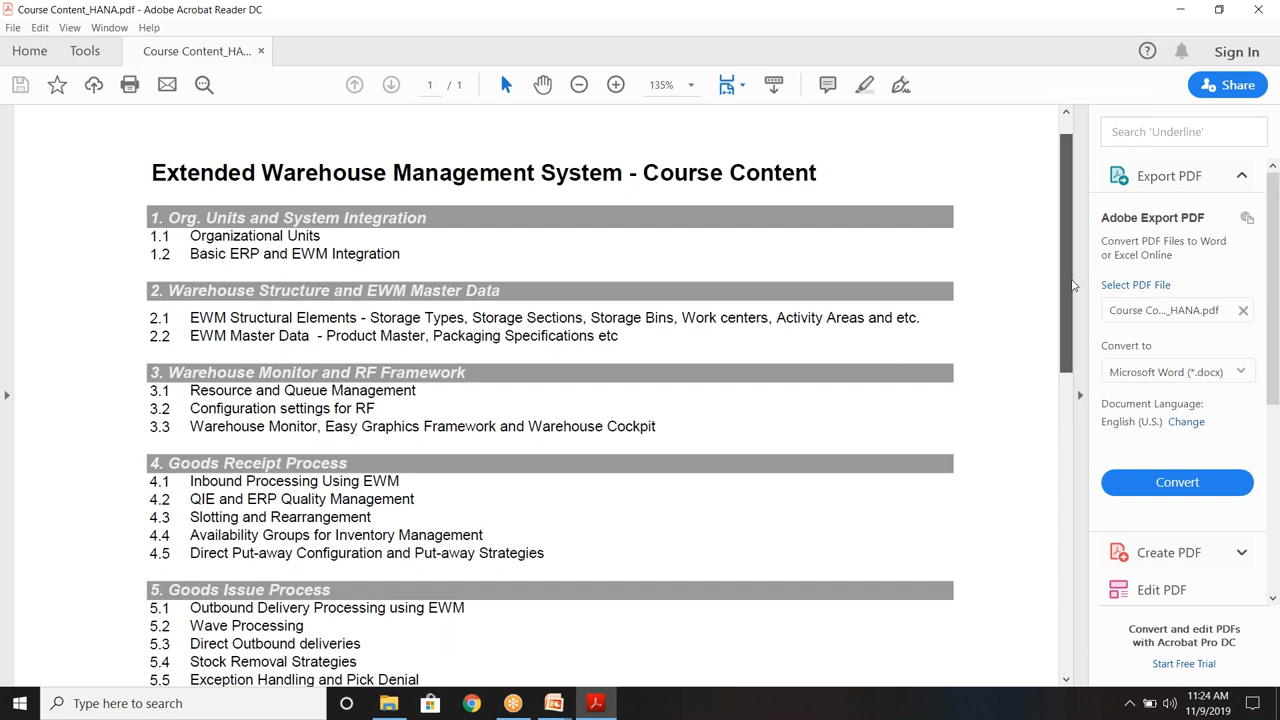 Course Content_HANA.pdf - Adobe Acrobat Reader DC
File Edit View Window Help
Home Tools Course Content_HA... ×
Sign In
1 / 1 135% Share
Extended Warehouse Management System - Course Content
1. Org. Units and System Integration
1.1 Organizational Units
1.2 Basic ERP and EWM Integration
2. Warehouse Structure and EWM Master Data
2.1 EWM Structural Elements - Storage Types, Storage Sections, Storage Bins, Work centers, Activity Areas and etc.
2.2 EWM Master Data - Product Master, Packaging Specifications etc
3. Warehouse Monitor and RF Framework
3.1 Resource and Queue Management
3.2 Configuration settings for RF
3.3 Warehouse Monitor, Easy Graphics Framework and Warehouse Cockpit
4. Goods Receipt Process
4.1 Inbound Processing Using EWM
4.2 QIE and ERP Quality Management
4.3 Slotting and Rearrangement
4.4 Availability Groups for Inventory Management
4.5 Direct Put-away Configuration and Put-away Strategies
5. Goods Issue Process
5.1 Outbound Delivery Processing using EWM
5.2 Wave Processing
5.3 Direct Outbound deliveries
5.4 Stock Removal Strategies
5.5 Exception Handling and Pick Denial
Search 'Underline'
Export PDF
Adobe Export PDF
Convert PDF Files to Word
or Excel Online
Select PDF File
Course Co..._HANA.pdf
Convert to
Microsoft Word (*.docx)
Document Language:
English (U.S.) Change
Convert
Create PDF
Edit PDF
Convert and edit PDFs
with Acrobat Pro DC
Start Free Trial
Type here to search
11:24 AM
11/9/2019